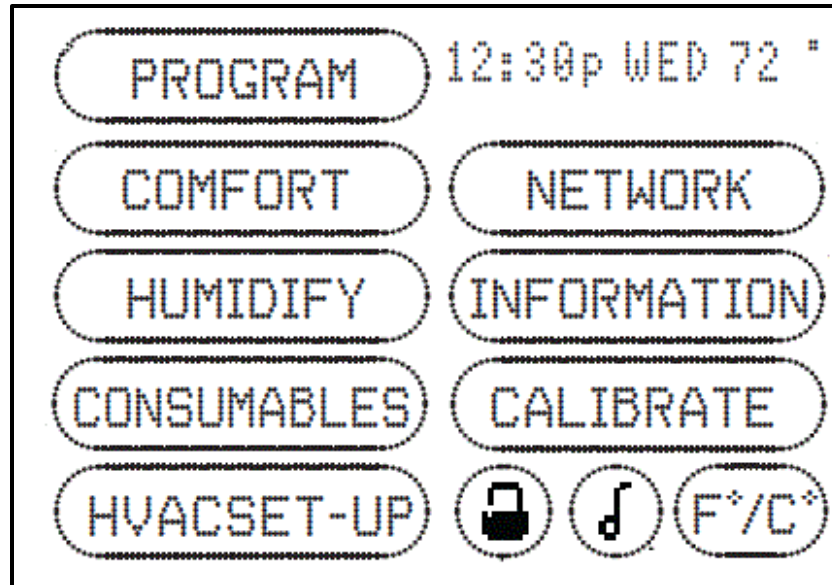 PROGRAM 12:30p WED 72 °
COMFORT NETWORK
HUMIDIFY INFORMATION
CONSUMABLES CALIBRATE
HVACSET-UP F°/C°